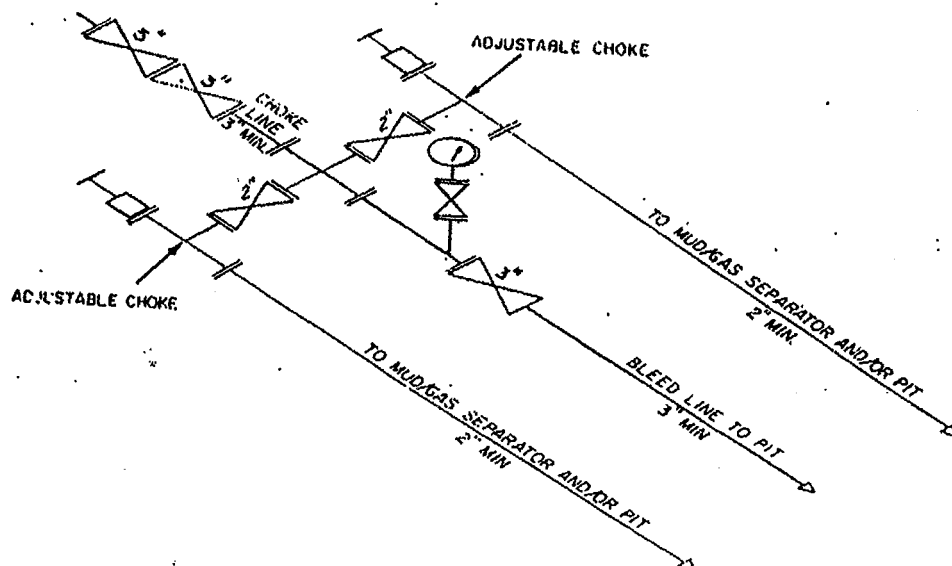 3"
3"
CHOKE
LINE
3" MIN.
ADJUSTABLE CHOKE
2"
2"
ADJUSTABLE CHOKE
3"
TO MUD/GAS SEPARATOR AND/OR PIT
2" MIN.
BLEED LINE TO PIT
3" MIN
TO MUD/GAS SEPARATOR AND/OR PIT
2" MIN